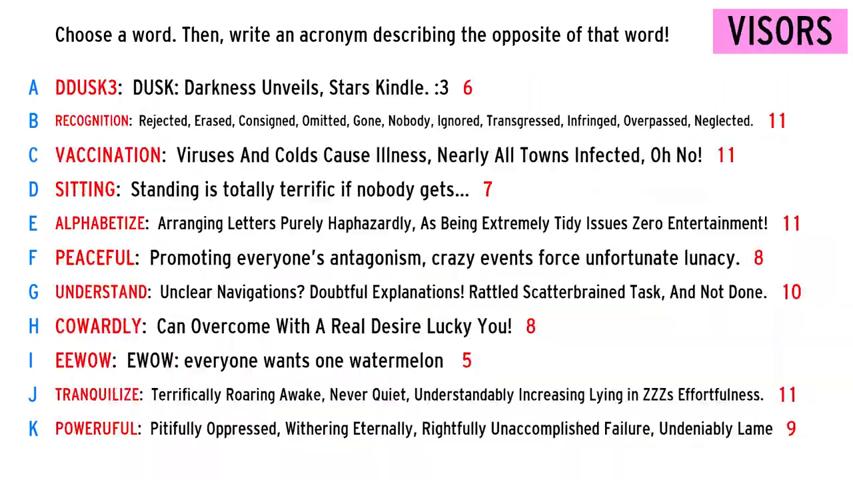 Choose a word. Then, write an acronym describing the opposite of that word!
VISORS
A DDUSK3: DUSK: Darkness Unveils, Stars Kindle. :3 6
B RECOGNITION: Rejected, Erased, Consigned, Omitted, Gone, Nobody, Ignored, Transgressed, Infringed, Overpassed, Neglected. 11
C VACCINATION: Viruses And Colds Cause Illness, Nearly All Towns Infected, Oh No! 11
D SITTING: Standing is totally terrific if nobody gets... 7
E ALPHABETIZE: Arranging Letters Purely Haphazardly, As Being Extremely Tidy Issues Zero Entertainment! 11
F PEACEFUL: Promoting everyone's antagonism, crazy events force unfortunate lunacy. 8
G UNDERSTAND: Unclear Navigations? Doubtful Explanations! Rattled Scatterbrained Task, And Not Done. 10
H COWARDLY: Can Overcome With A Real Desire Lucky You! 8
I EEWOW: EWOW: everyone wants one watermelon 5
J TRANQUILIZE: Terrifically Roaring Awake, Never Quiet, Understandably Increasing Lying in ZZZs Effortfulness. 11
K POWERUFUL: Pitifully Oppressed, Withering Eternally, Rightfully Unaccomplished Failure, Undeniably Lame 9